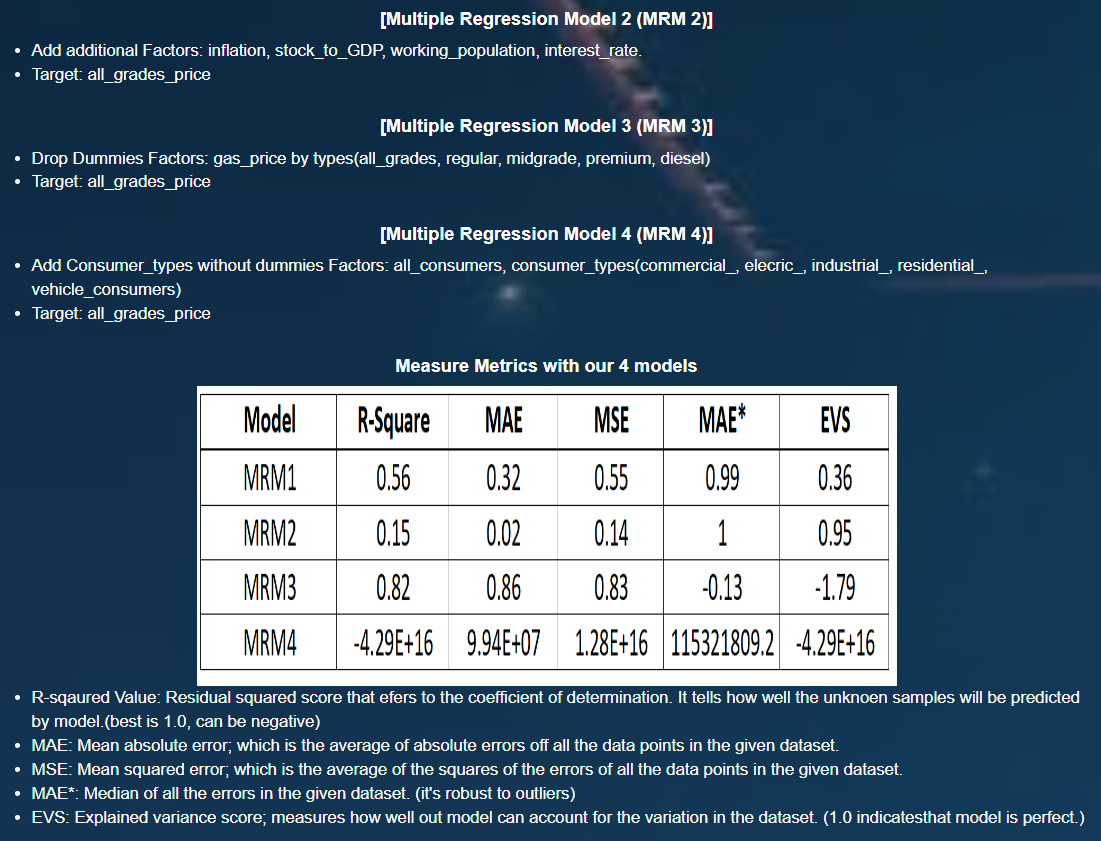 [Multiple Regression Model 2 (MRM 2)]
• Add additional Factors: inflation, stock_to_GDP, working_population, interest_rate.
• Target: all_grades_price
[Multiple Regression Model 3 (MRM 3)]
• Drop Dummies Factors: gas_price by types(all_grades, regular, midgrade, premium, diesel)
• Target: all_grades_price
[Multiple Regression Model 4 (MRM 4)]
• Add Consumer_types without dummies Factors: all_consumers, consumer_types(commercial_, elecric_, industrial_, residential_,
vehicle_consumers)
• Target: all_grades_price
Measure Metrics with our 4 models
Model R-Square MAE MSE MAE* EVS
MRM1 0.56 0.32 0.55 0.99 0.36
MRM2 0.15 0.02 0.14 1 0.95
MRM3 0.82 0.86 0.83 -0.13 -1.79
MRM4 -4.29E+16 9.94E+07 1.28E+16 115321809.2 -4.29E+16
• R-sqaured Value: Residual squared score that efers to the coefficient of determination. It tells how well the unknoen samples will be predicted
by model.(best is 1.0, can be negative)
• MAE: Mean absolute error; which is the average of absolute errors off all the data points in the given dataset.
• MSE: Mean squared error; which is the average of the squares of the errors of all the data points in the given dataset.
• MAE*: Median of all the errors in the given dataset. (it's robust to outliers)
• EVS: Explained variance score; measures how well out model can account for the variation in the dataset. (1.0 indicatesthat model is perfect.)